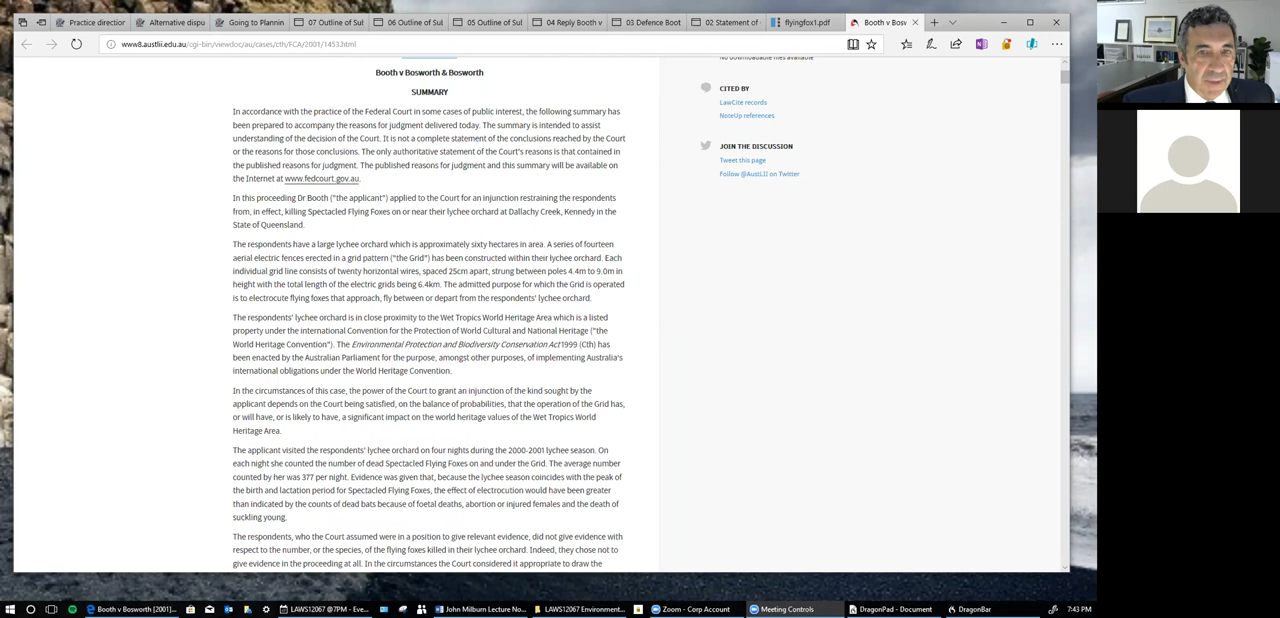 Practice direction
Alternative dispu
Going to Plannin
07 Outline of Sul
06 Outline of Sul
05 Outline of Sul
04 Reply Booth v
03 Defence Boot
02 Statement of
flyingfox1.pdf
Booth v Bosw
www8.austlii.edu.au/cgi-bin/viewdoc/au/cases/cth/FCA/2001/1453.html
No downloadable files available
Booth v Bosworth & Bosworth
SUMMARY
In accordance with the practice of the Federal Court in some cases of public interest, the following summary has
been prepared to accompany the reasons for judgment delivered today. The summary is intended to assist
understanding of the decision of the Court. It is not a complete statement of the conclusions reached by the Court
or the reasons for those conclusions. The only authoritative statement of the Court's reasons is that contained in
the published reasons for judgment. The published reasons for judgment and this summary will be available on
the Internet at www.fedcourt.gov.au.
In this proceeding Dr Booth ("the applicant") applied to the Court for an injunction restraining the respondents
from, in effect, killing Spectacled Flying Foxes on or near their lychee orchard at Dallachy Creek, Kennedy in the
State of Queensland.
The respondents have a large lychee orchard which is approximately sixty hectares in area. A series of fourteen
aerial electric fences erected in a grid pattern ("the Grid") has been constructed within their lychee orchard. Each
individual grid line consists of twenty horizontal wires, spaced 25cm apart, strung between poles 4.4m to 9.0m in
height with the total length of the electric grids being 6.4km. The admitted purpose for which the Grid is operated
is to electrocute flying foxes that approach, fly between or depart from the respondents' lychee orchard.
The respondents' lychee orchard is in close proximity to the Wet Tropics World Heritage Area which is a listed
property under the international Convention for the Protection of World Cultural and National Heritage ("the
World Heritage Convention"). The Environmental Protection and Biodiversity Conservation Act 1999 (Cth) has
been enacted by the Australian Parliament for the purpose, amongst other purposes, of implementing Australia's
international obligations under the World Heritage Convention.
In the circumstances of this case, the power of the Court to grant an injunction of the kind sought by the
applicant depends on the Court being satisfied, on the balance of probabilities, that the operation of the Grid has,
or will have, or is likely to have, a significant impact on the world heritage values of the Wet Tropics World
Heritage Area.
The applicant visited the respondents' lychee orchard on four nights during the 2000-2001 lychee season. On
each night she counted the number of dead Spectacled Flying Foxes on and under the Grid. The average number
counted by her was 377 per night. Evidence was given that, because the lychee season coincides with the peak of
the birth and lactation period for Spectacled Flying Foxes, the effect of electrocution would have been greater
than indicated by the counts of dead bats because of foetal deaths, abortion or injured females and the death of
suckling young.
The respondents, who the Court assumed were in a position to give relevant evidence, did not give evidence with
respect to the number, or the species, of the flying foxes killed in their lychee orchard. Indeed, they chose not to
give evidence in the proceeding at all. In the circumstances the Court considered it appropriate to draw the
CITED BY
LawCite records
NoteUp references
JOIN THE DISCUSSION
Tweet this page
Follow @AustLII on Twitter
Booth v Bosworth [2001]...
LAWS12067 @7PM - Eve...
John Milburn Lecture No...
LAWS12067 Environment...
Zoom - Corp Account
Meeting Controls
DragonPad - Document
DragonBar
7:43 PM